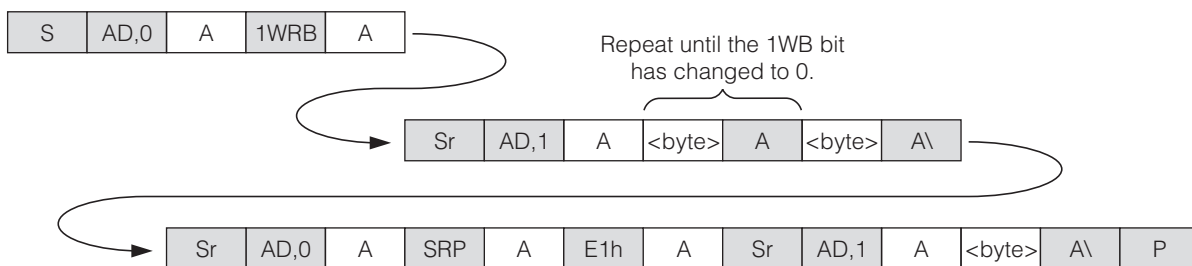 S AD,0 A 1WRB A
Repeat until the 1WB bit
has changed to 0.
Sr AD,1 A <byte> A <byte> A\
Sr AD,0 A SRP A E1h A Sr AD,1 A <byte> A\ P